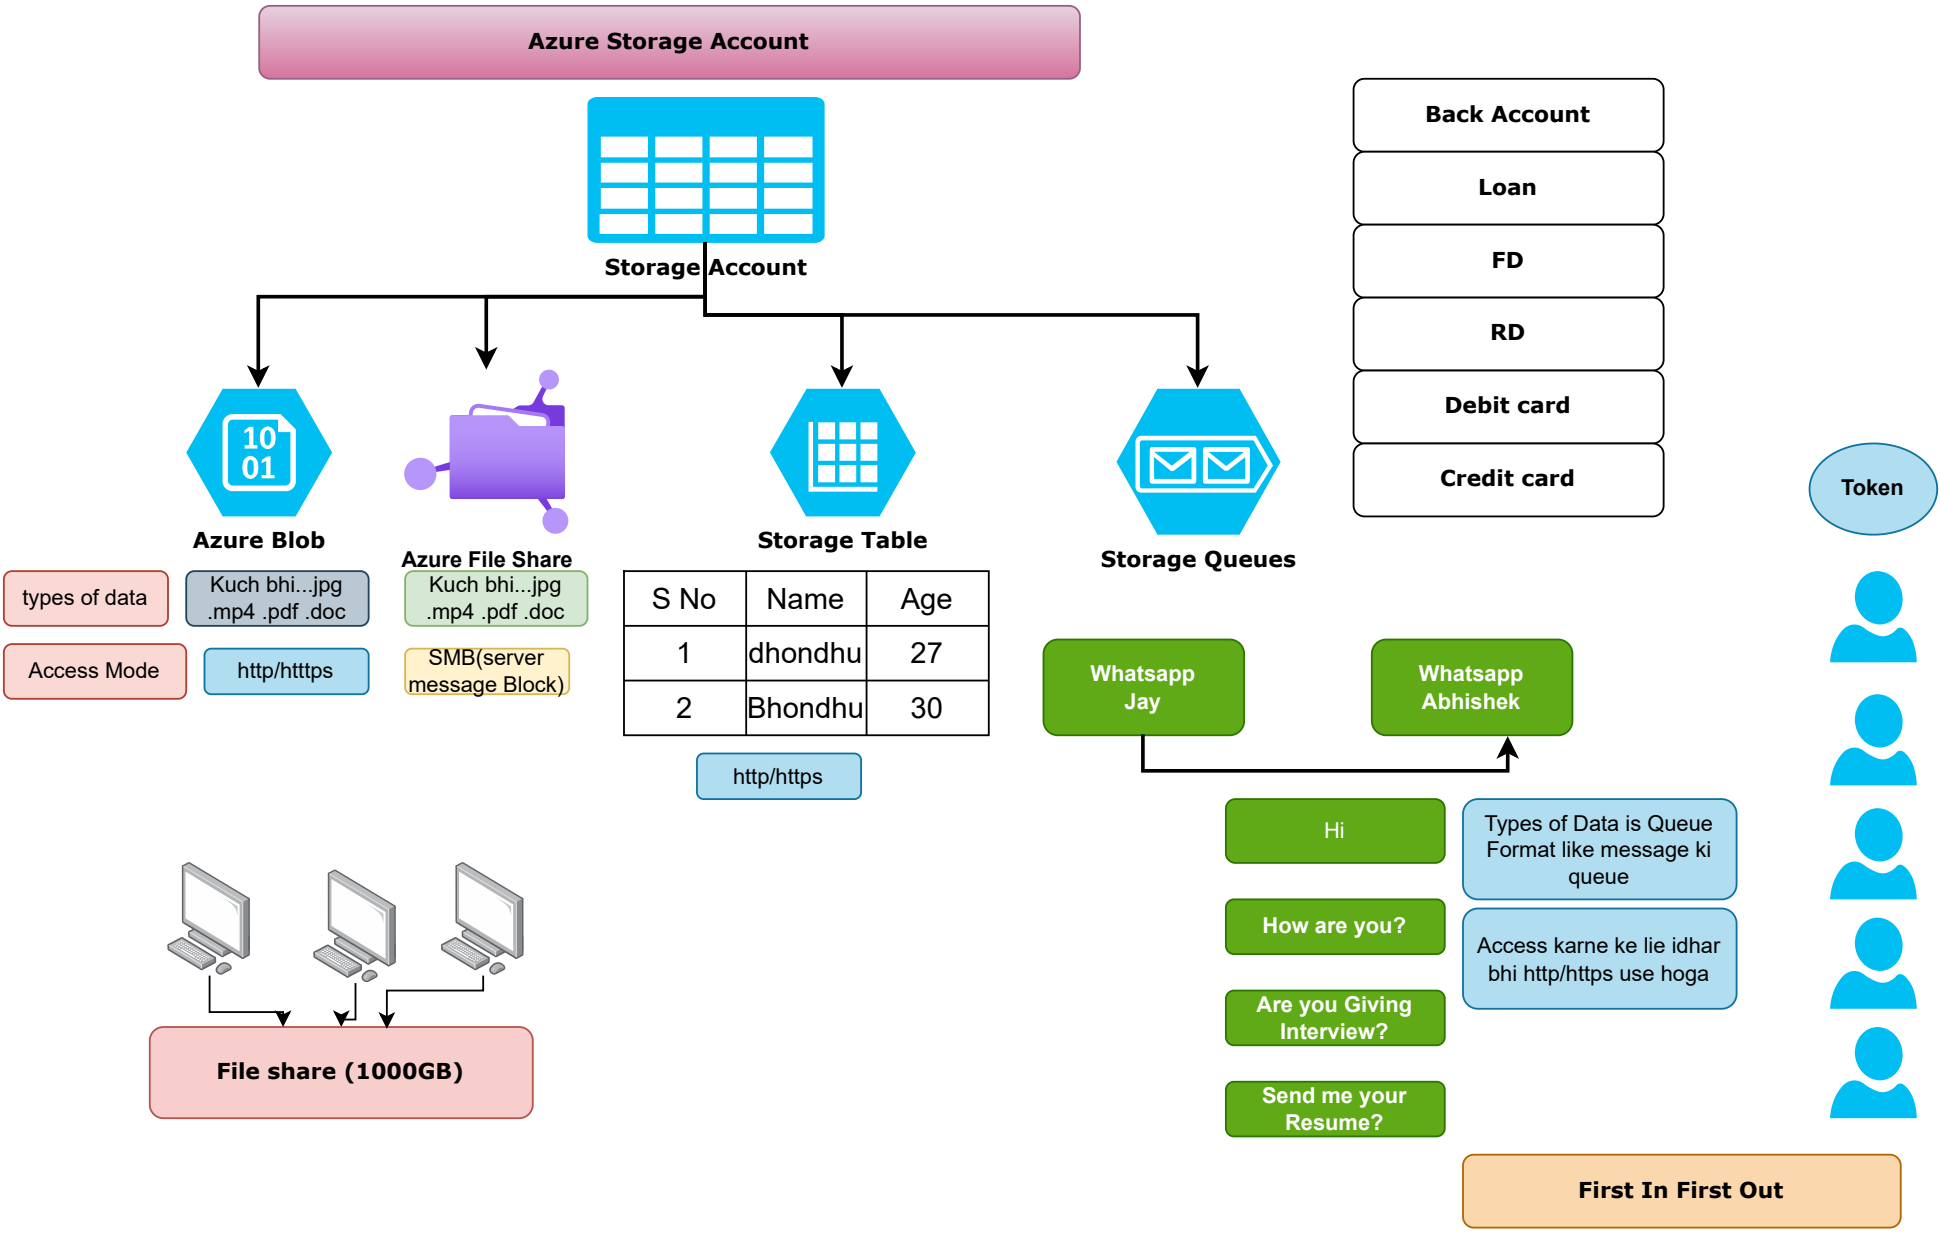 Azure Storage Account
Storage Account
Back Account
Loan
FD
RD
Debit card
Credit card
Token
10
01
Azure Blob
Azure File Share
Storage Table
Storage Queues
types of data
Kuch bhi...jpg
.mp4 .pdf .doc
Kuch bhi...jpg
.mp4 .pdf .doc
Access Mode
http/htttps
SMB(server
message Block)
S No Name Age
1 dhondhu 27
2 Bhondhu 30
http/https
Whatsapp
Jay
Whatsapp
Abhishek
Hi
How are you?
Are you Giving
Interview?
Send me your
Resume?
Types of Data is Queue
Format like message ki
queue
Access karne ke lie idhar
bhi http/https use hoga
File share (1000GB)
First In First Out